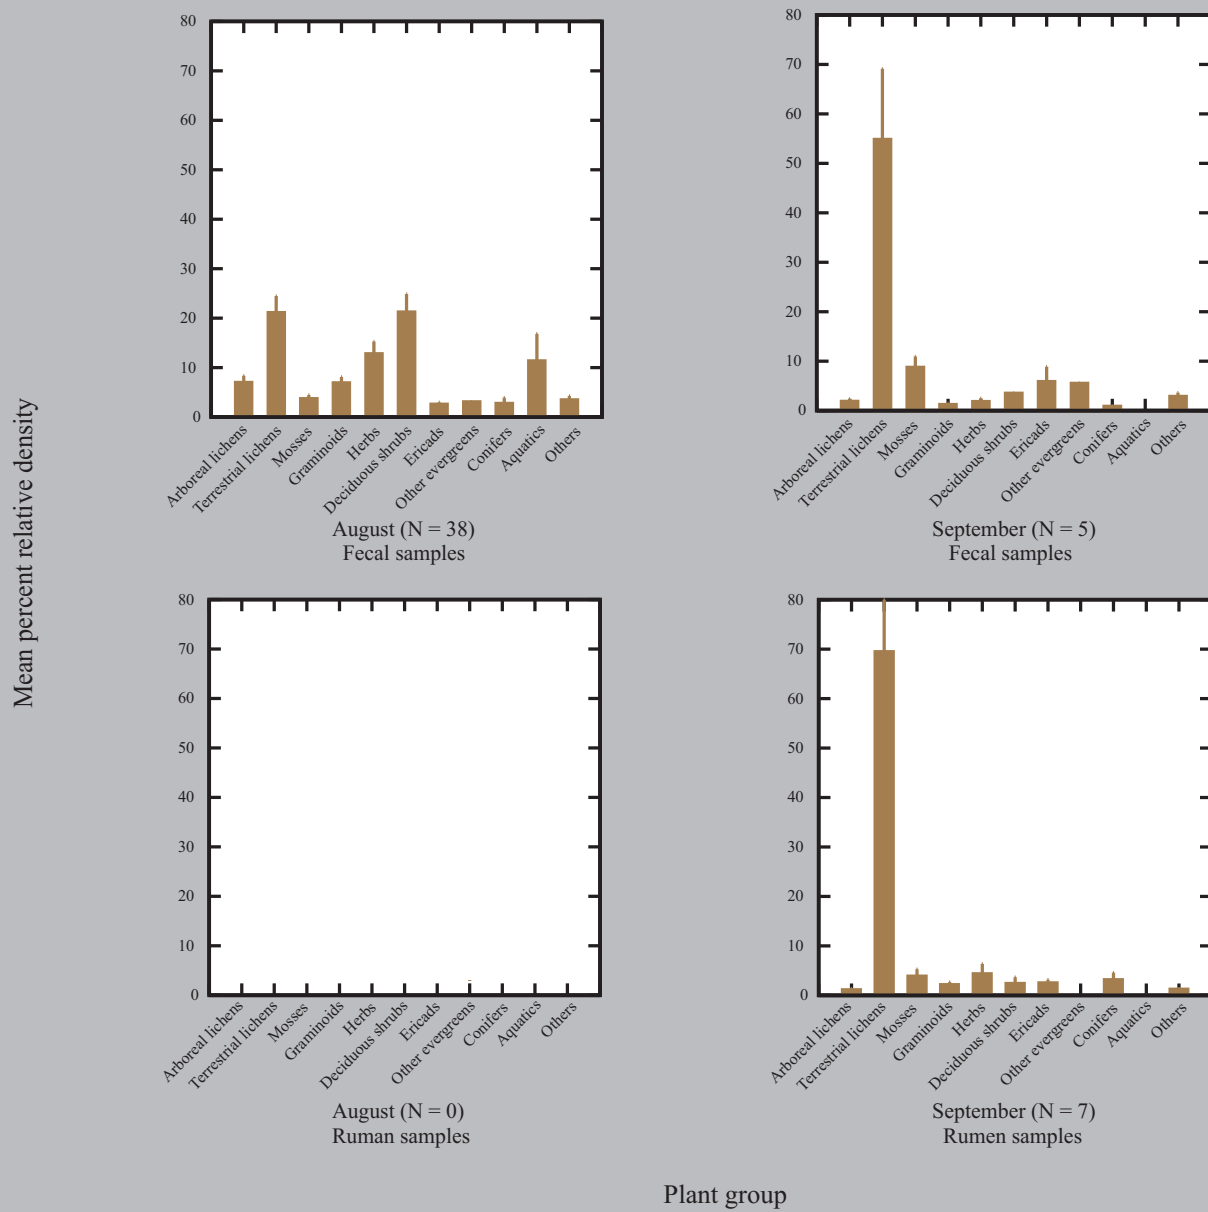 Mean percent relative density
80
70
60
50
40
30
20
10
0
Arboreal lichens
Terrestrial lichens
Mosses
Graminoids
Herbs
Deciduous shrubs
Ericads
Other evergreens
Conifers
Aquatics
Others
August (N = 38)
Fecal samples
80
70
60
50
40
30
20
10
0
Arboreal lichens
Terrestrial lichens
Mosses
Graminoids
Herbs
Deciduous shrubs
Ericads
Other evergreens
Conifers
Aquatics
Others
September (N = 5)
Fecal samples
80
70
60
50
40
30
20
10
0
Arboreal lichens
Terrestrial lichens
Mosses
Graminoids
Herbs
Deciduous shrubs
Ericads
Other evergreens
Conifers
Aquatics
Others
August (N = 0)
Ruman samples
80
70
60
50
40
30
20
10
0
Arboreal lichens
Terrestrial lichens
Mosses
Graminoids
Herbs
Deciduous shrubs
Ericads
Other evergreens
Conifers
Aquatics
Others
September (N = 7)
Rumen samples
Plant group